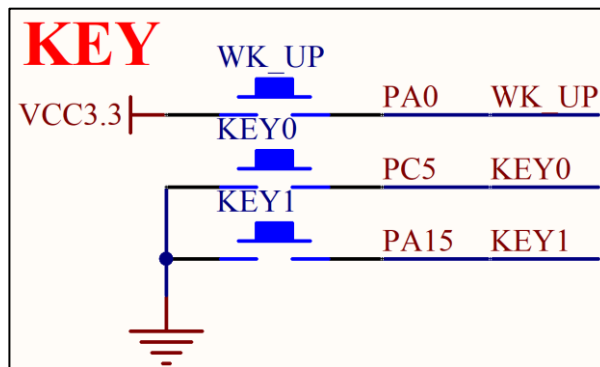 KEY
WK_UP
VCC3.3 PA0 WK_UP
KEY0
PC5 KEY0
KEY1
PA15 KEY1